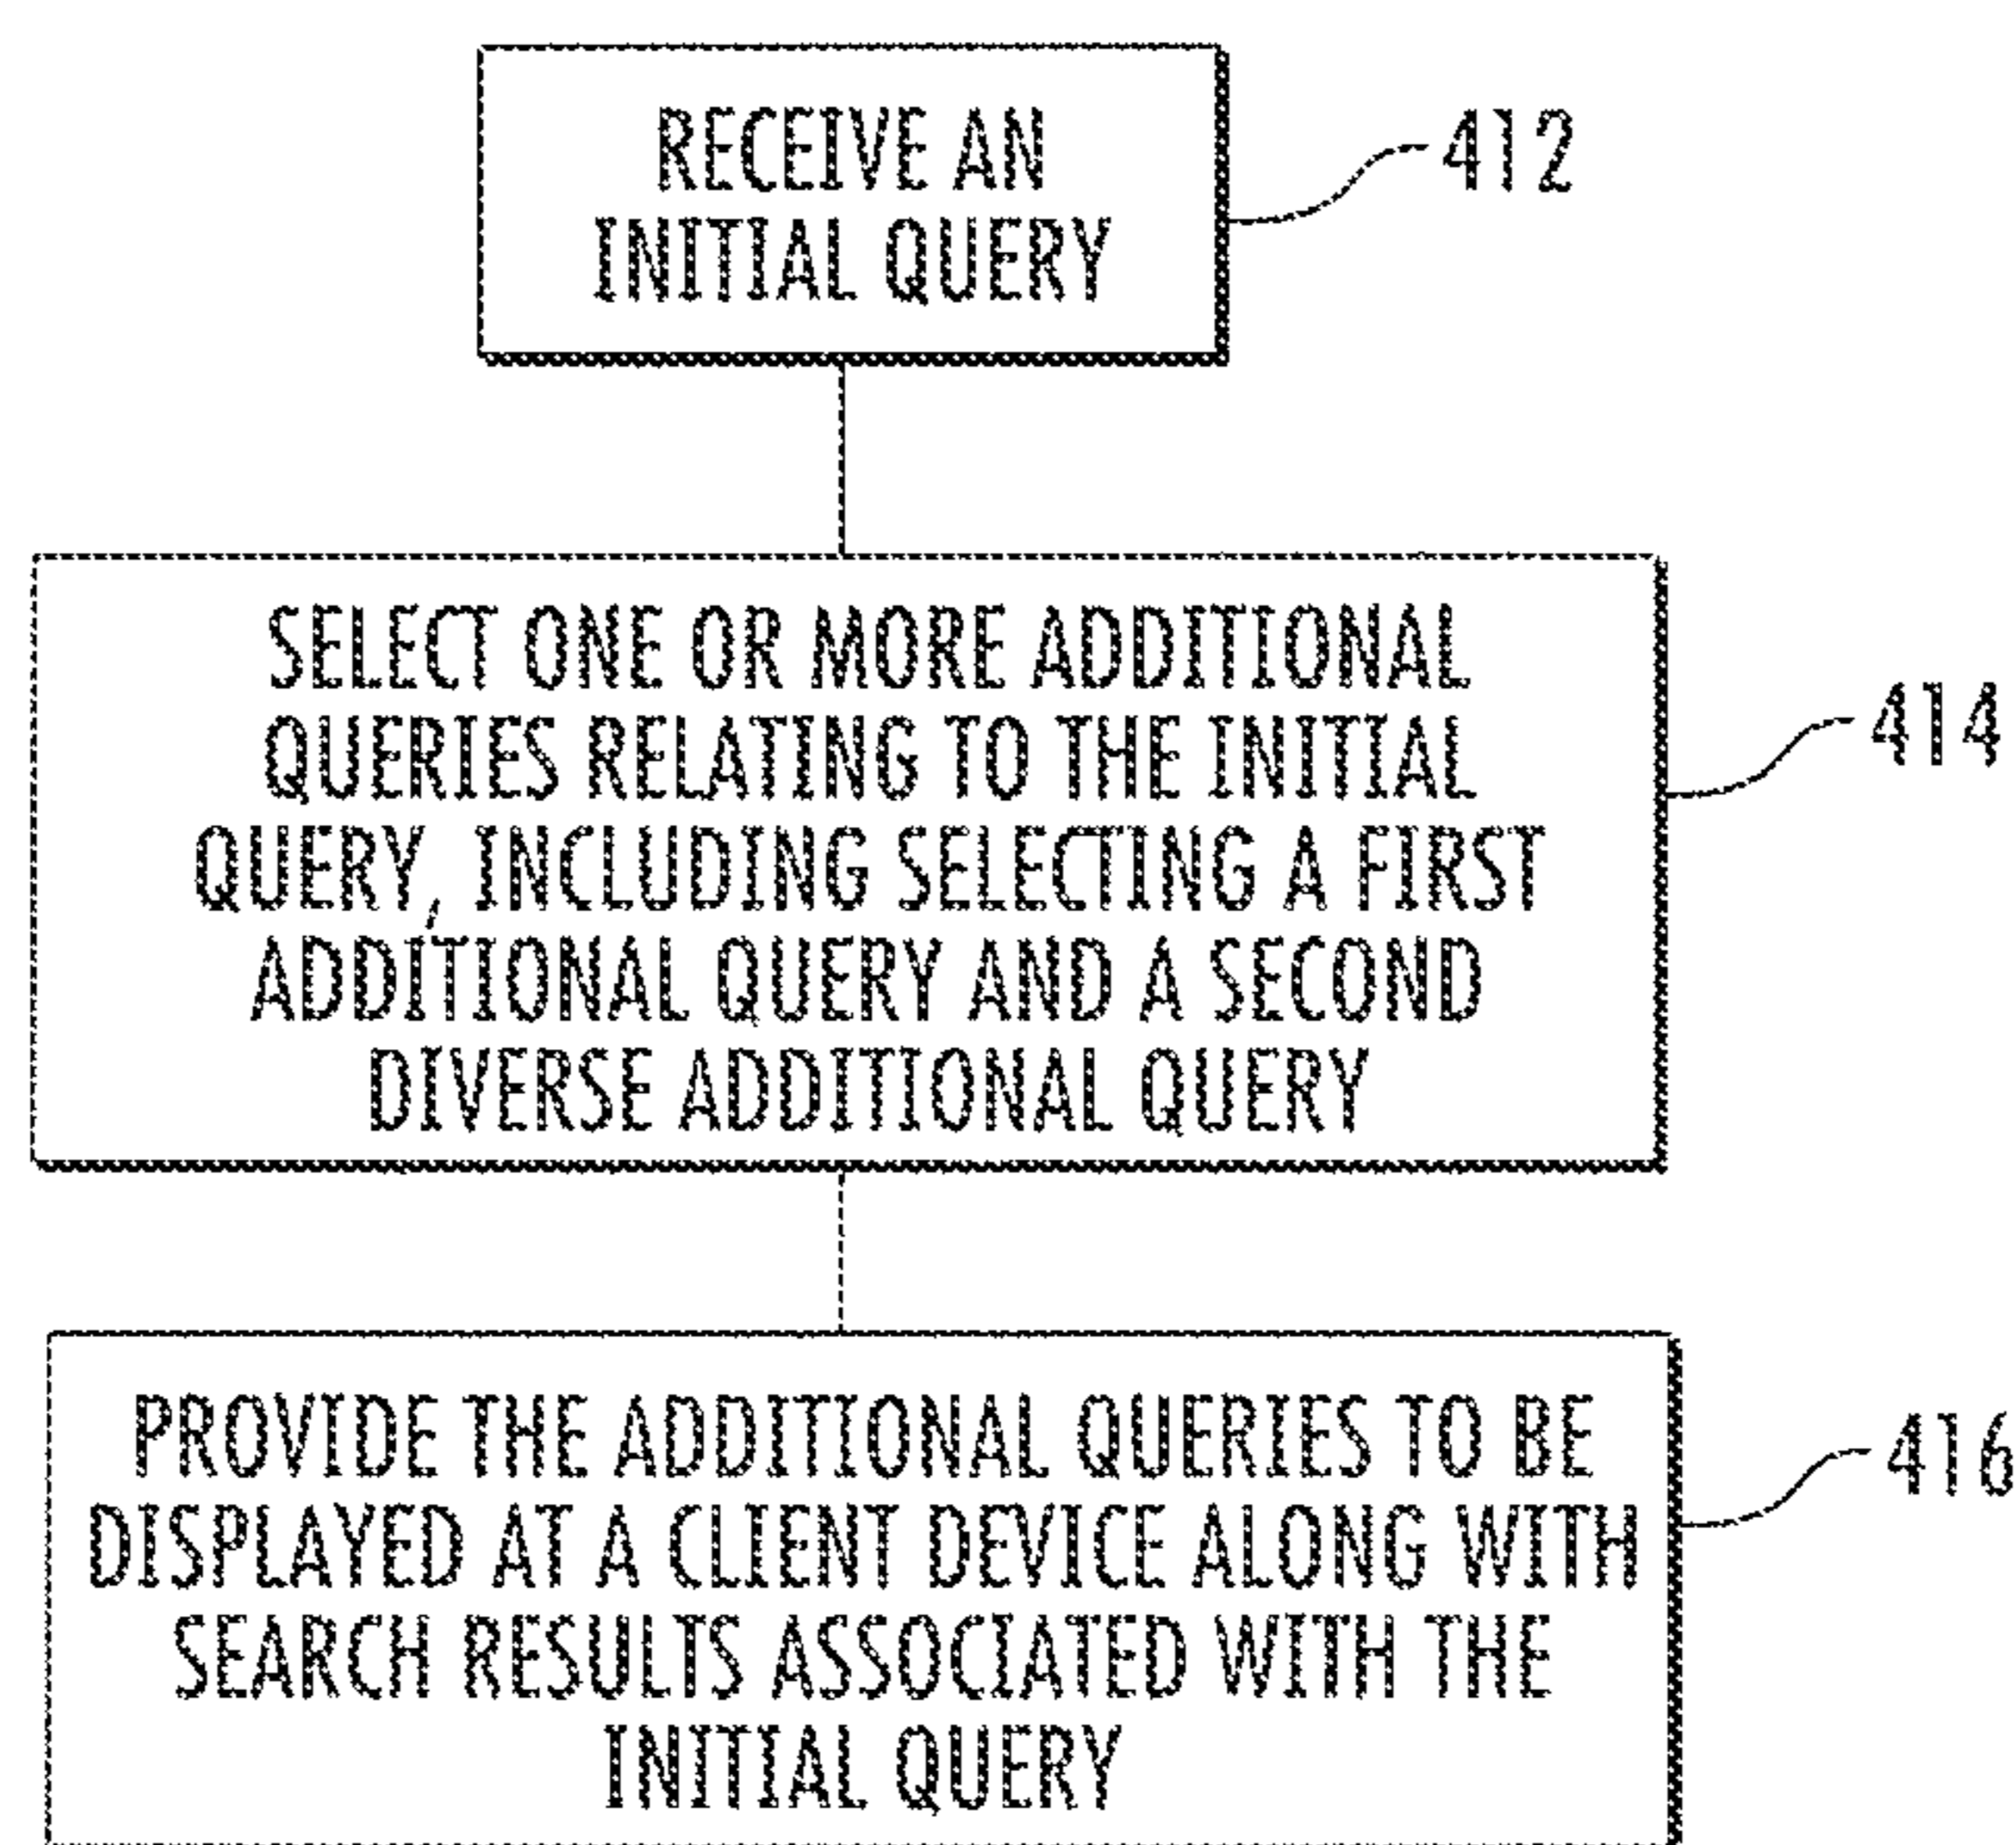 RECEIVE AN
INITIAL QUERY
412
SELECT ONE OR MORE ADDITIONAL
QUERIES RELATING TO THE INITIAL
QUERY, INCLUDING SELECTING A FIRST
ADDITIONAL QUERY AND A SECOND
DIVERSE ADDITIONAL QUERY
414
PROVIDE THE ADDITIONAL QUERIES TO BE
DISPLAYED AT A CLIENT DEVICE ALONG WITH
SEARCH RESULTS ASSOCIATED WITH THE
INITIAL QUERY
416